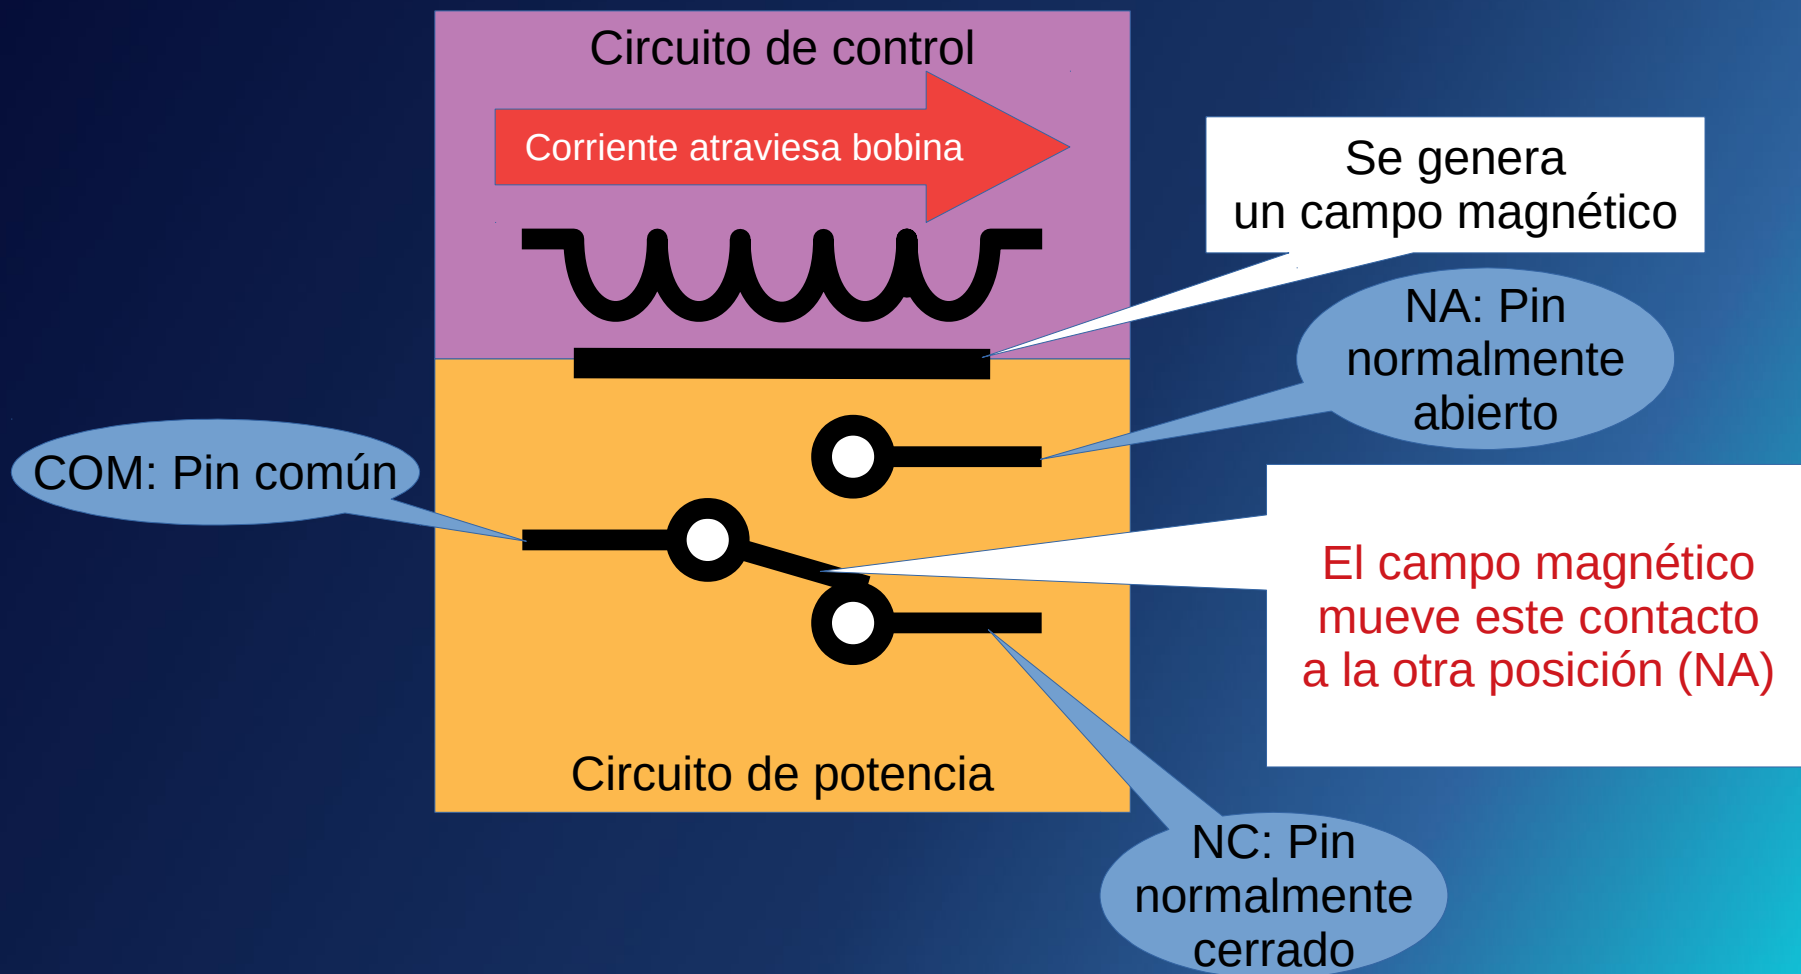 Circuito de control
Corriente atraviesa bobina
Se genera
un campo magnético
NA: Pin
normalmente
abierto
COM: Pin común
El campo magnético
mueve este contacto
a la otra posición (NA)
Circuito de potencia
NC: Pin
normalmente
cerrado